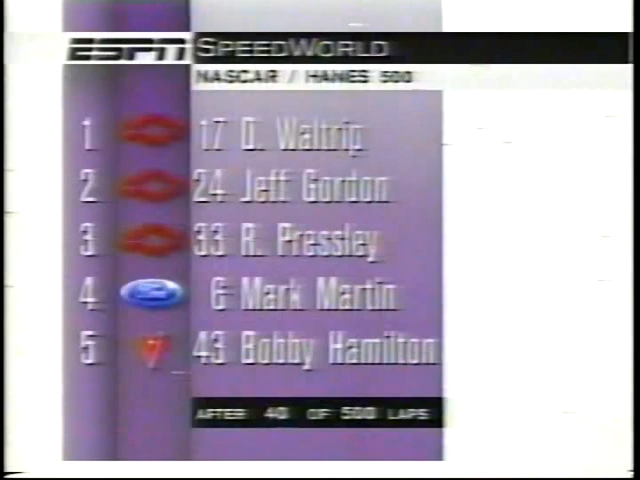 ESPN SPEEDWORLD
NASCAR / HANES 500
1 17 D. Waltrip
2 24 Jeff Gordon
3 33 R. Pressley
4 6 Mark Martin
5 43 Bobby Hamilton
AFTER 40 OF 500 LAPS